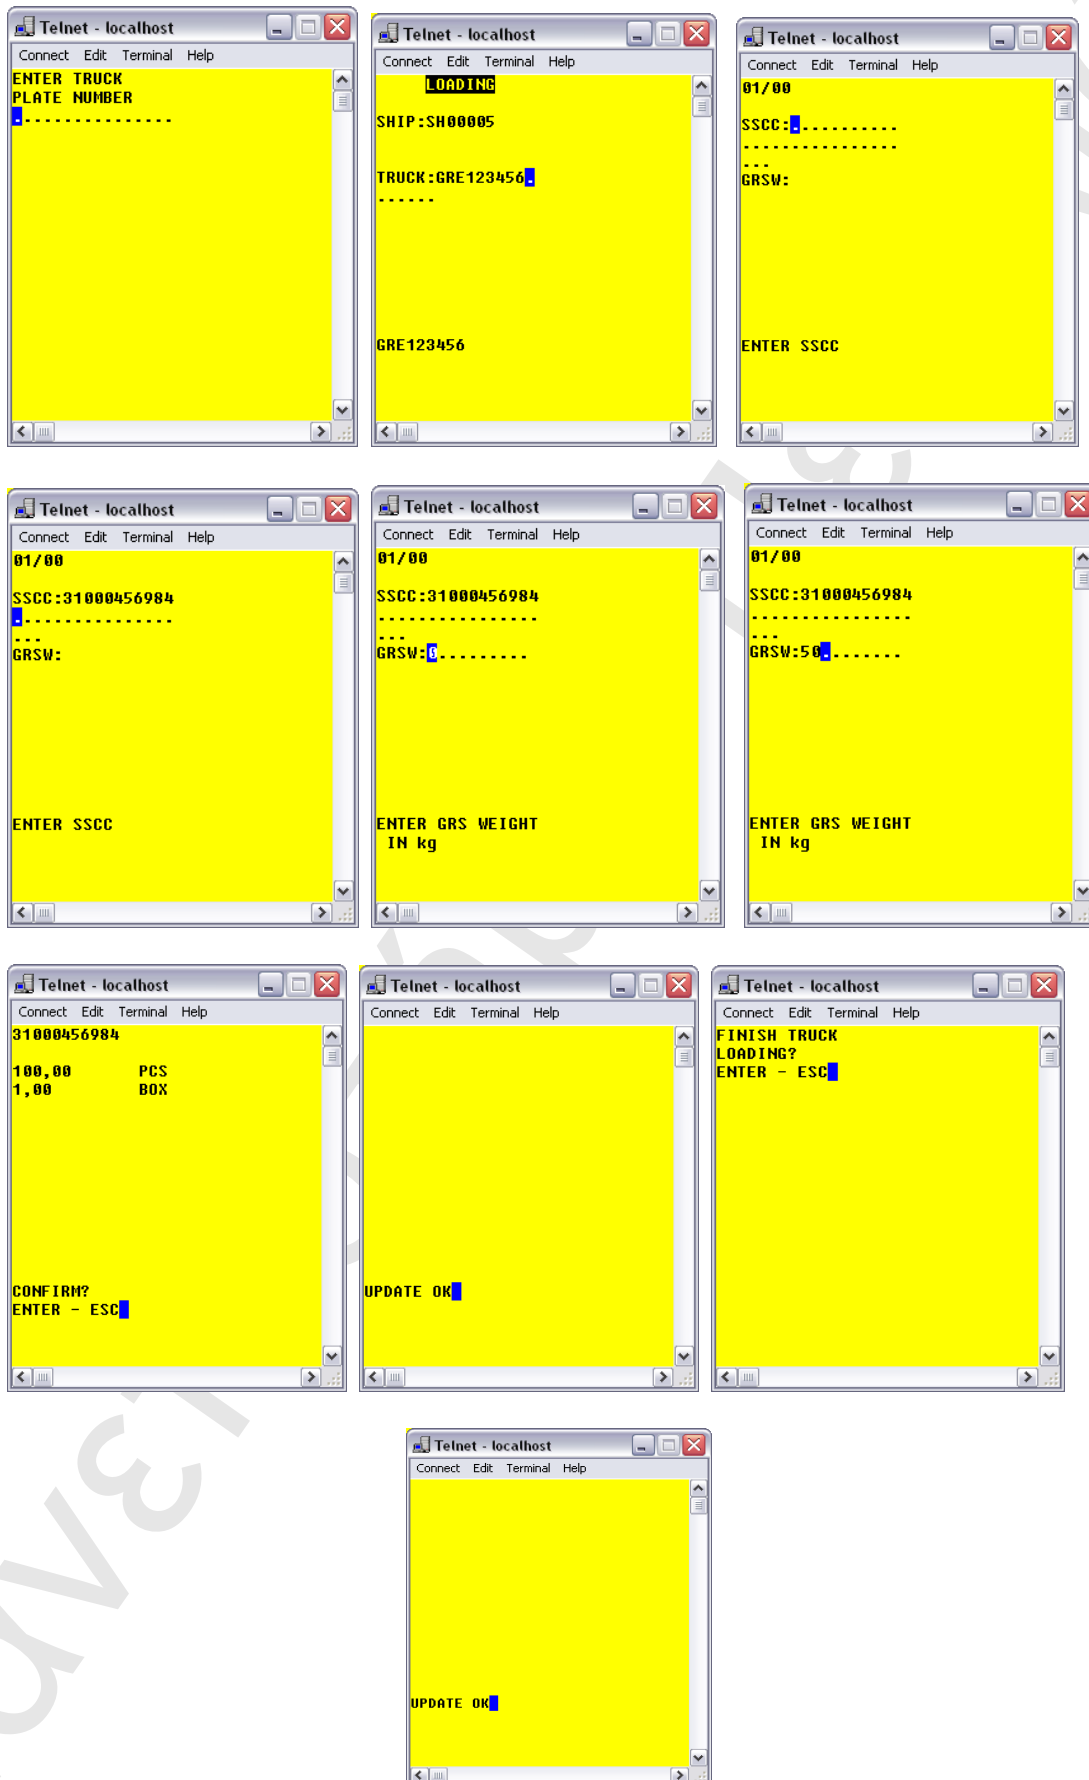 Telnet - localhost
Connect Edit Terminal Help
ENTER TRUCK
PLATE NUMBER
................
Telnet - localhost
Connect Edit Terminal Help
LOADING
SHIP:SH00005
TRUCK:GRE123456.
......
GRE123456
Telnet - localhost
Connect Edit Terminal Help
01/00
SSCC:...........
................
...
GRSW:
ENTER SSCC
Telnet - localhost
Connect Edit Terminal Help
01/00
SSCC:31000456984
................
...
GRSW:
ENTER SSCC
Telnet - localhost
Connect Edit Terminal Help
01/00
SSCC:31000456984
................
...
GRSW:0.........
ENTER GRS WEIGHT
IN kg
Telnet - localhost
Connect Edit Terminal Help
01/00
SSCC:31000456984
................
...
GRSW:50........
ENTER GRS WEIGHT
IN kg
Telnet - localhost
Connect Edit Terminal Help
31000456984
100,00 PCS
1,00 BOX
CONFIRM?
ENTER - ESC
Telnet - localhost
Connect Edit Terminal Help
UPDATE OK
Telnet - localhost
Connect Edit Terminal Help
FINISH TRUCK
LOADING?
ENTER - ESC
Telnet - localhost
Connect Edit Terminal Help
UPDATE OK